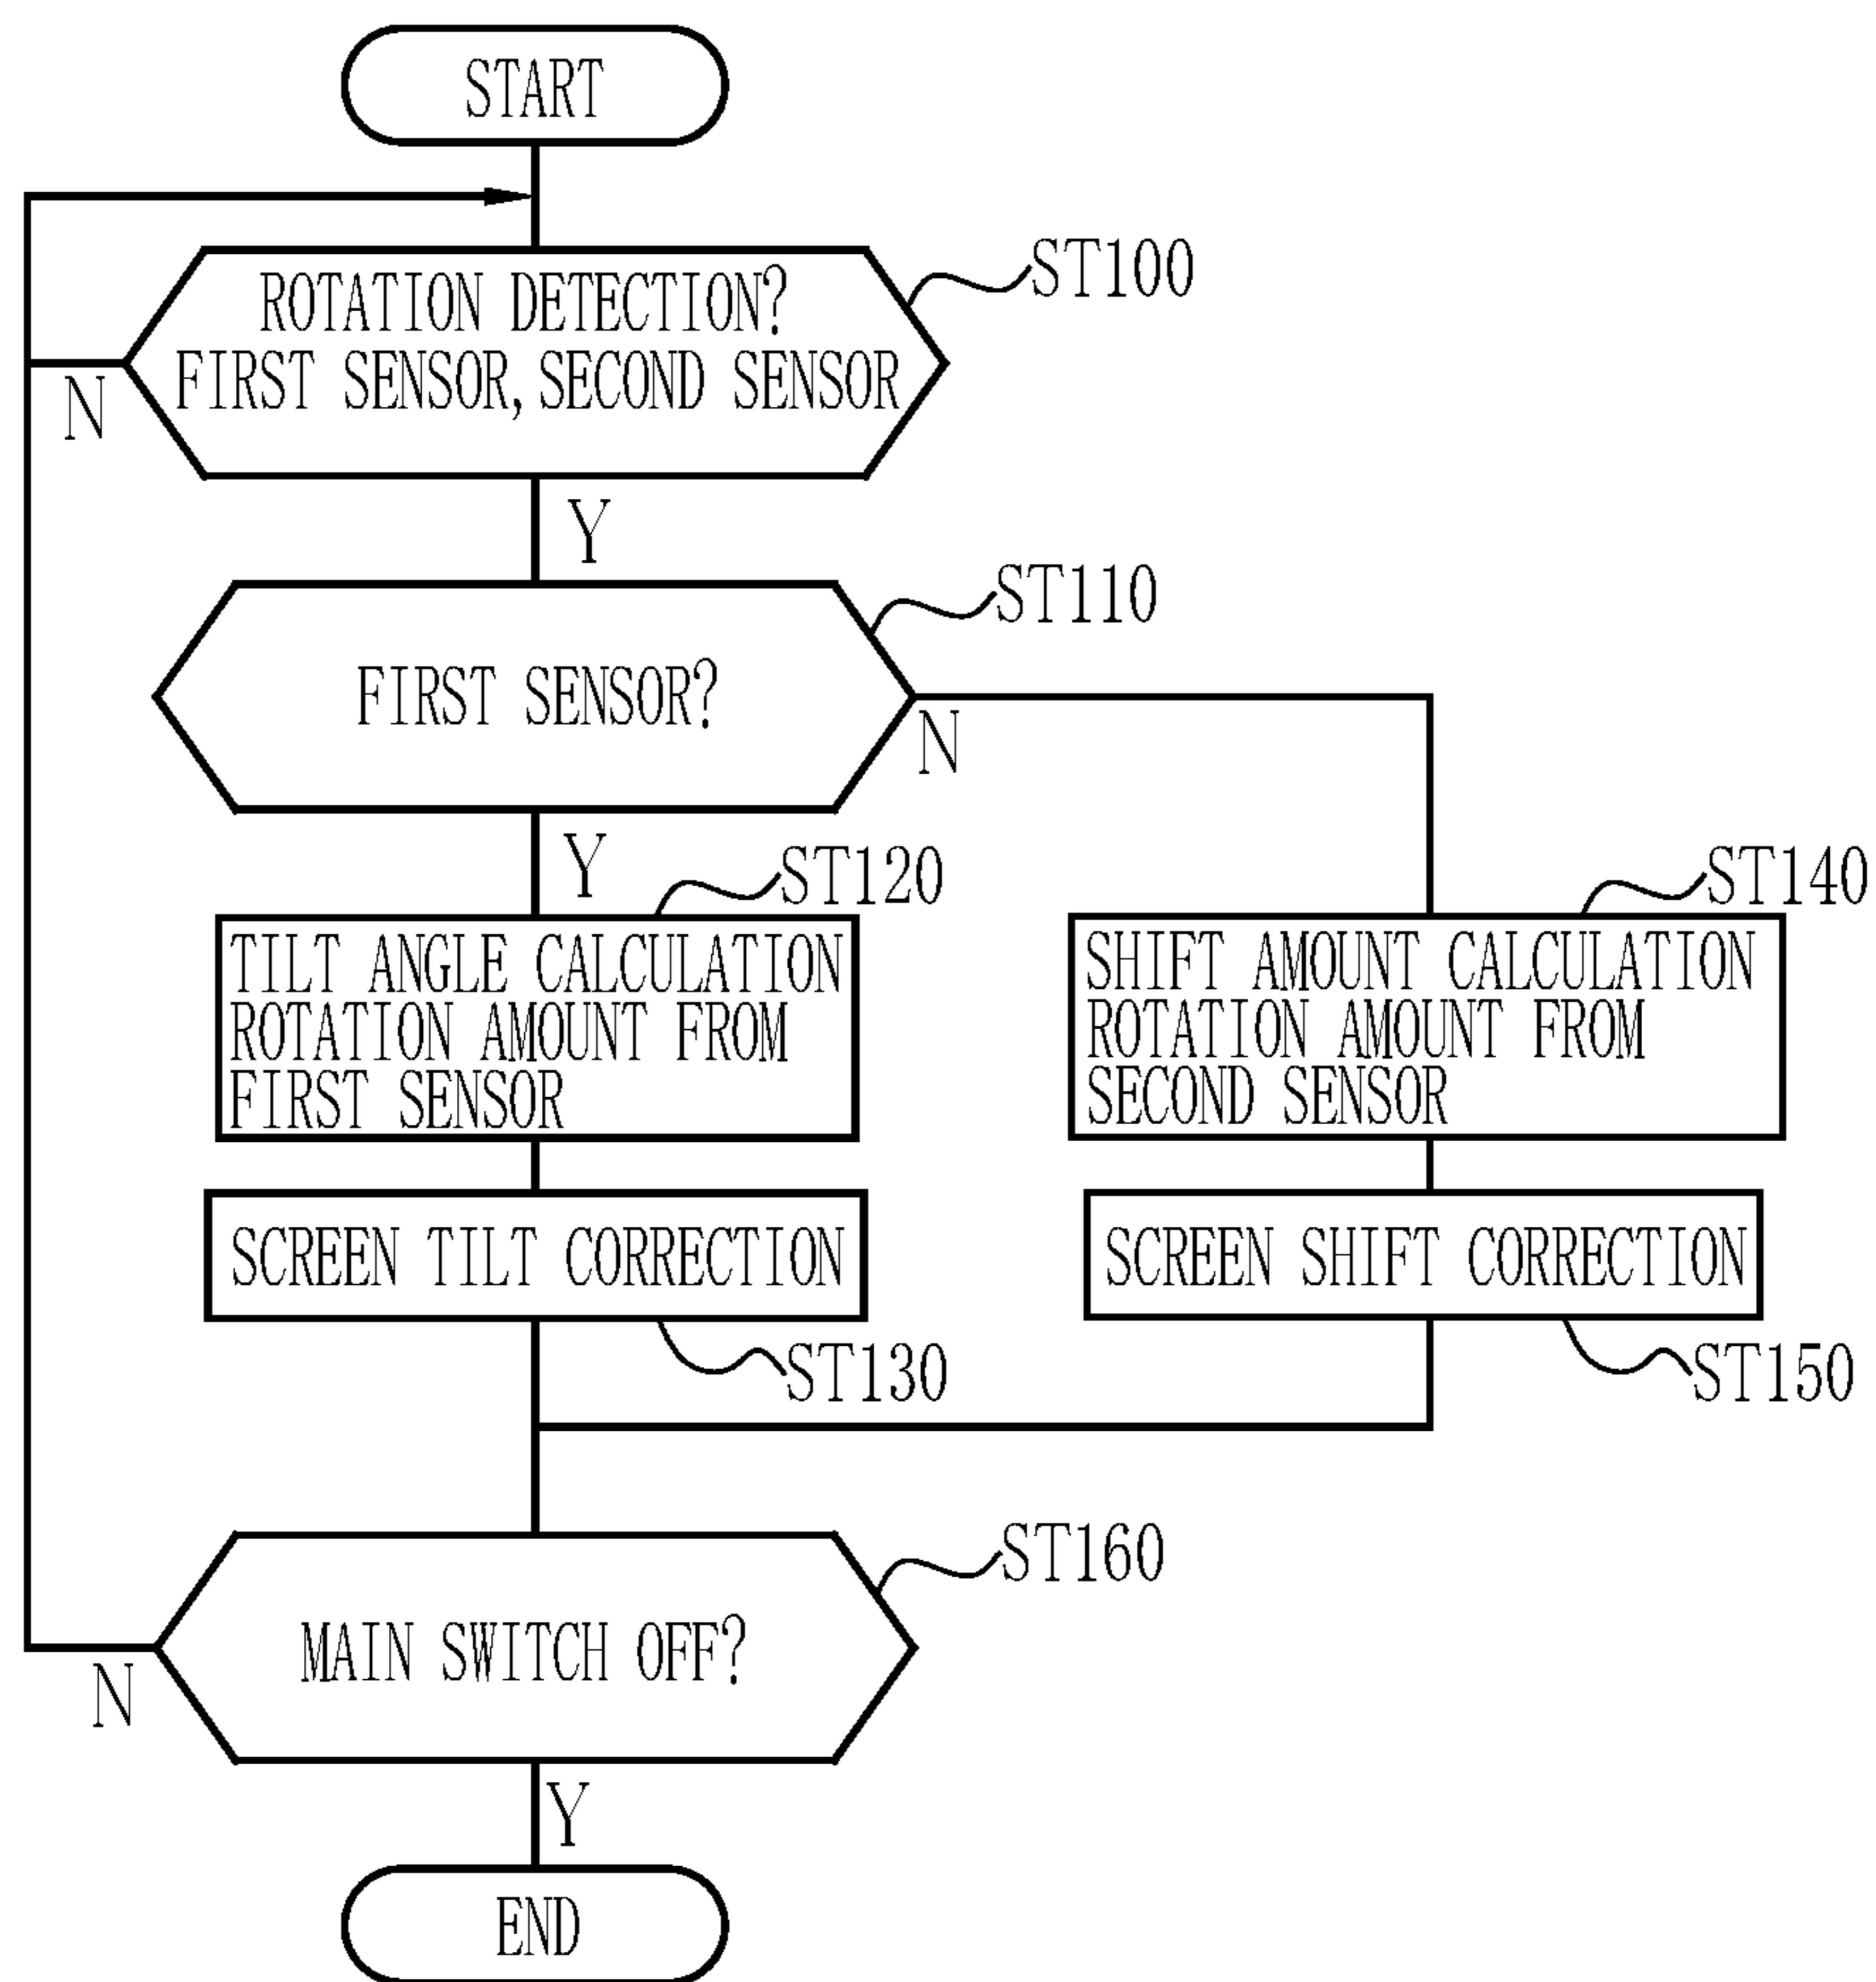 START
ST100
ROTATION DETECTION?
FIRST SENSOR, SECOND SENSOR
N
Y
ST110
FIRST SENSOR?
N
Y
ST120
TILT ANGLE CALCULATION
ROTATION AMOUNT FROM
FIRST SENSOR
ST140
SHIFT AMOUNT CALCULATION
ROTATION AMOUNT FROM
SECOND SENSOR
SCREEN TILT CORRECTION
ST130
SCREEN SHIFT CORRECTION
ST150
ST160
MAIN SWITCH OFF?
N
Y
END